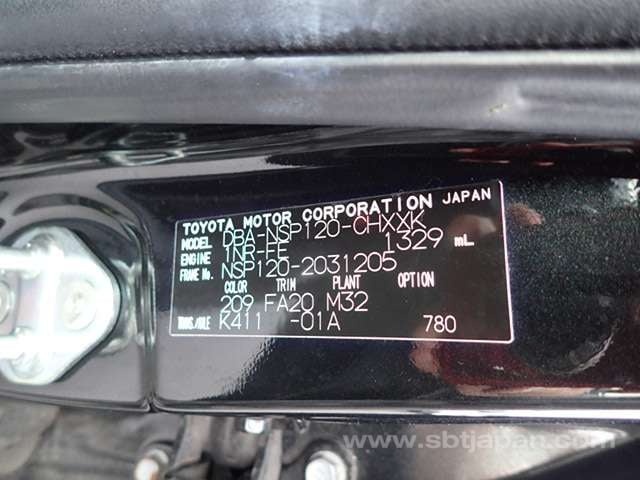 TOYOTA MOTOR CORPORATION JAPAN
MODEL DBA-NSP120-CHXXK
ENGINE 1NR-FE 1329 mL
FRAME No. NSP120-2031205
COLOR TRIM PLANT OPTION
209 FA20 M32
TRANS./AXLE K411 -01A 780
www.sbtjapan.com